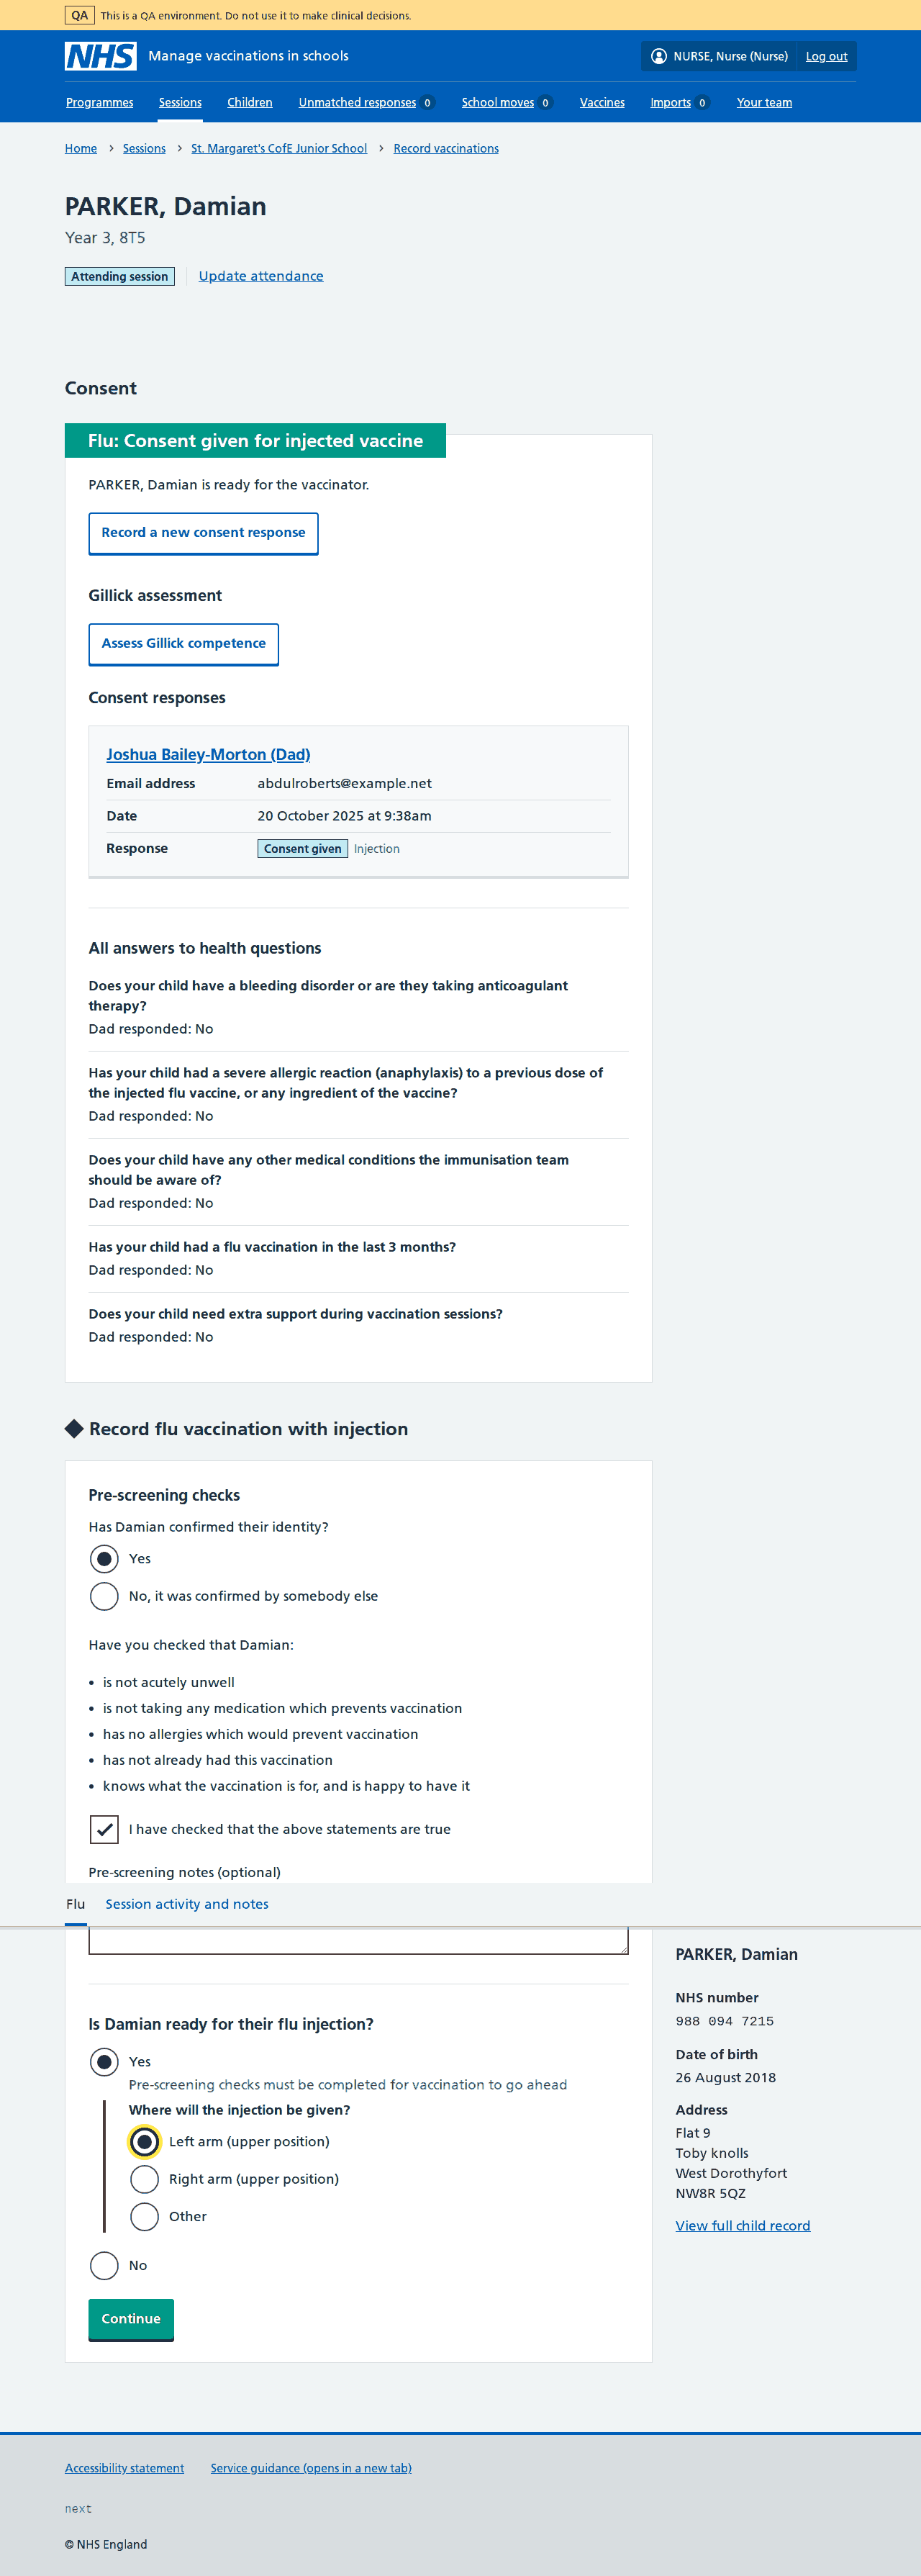 QA This is a QA environment. Do not use it to make clinical decisions.
NHS Manage vaccinations in schools NURSE, Nurse (Nurse) Log out
Programmes Sessions Children Unmatched responses 0 School moves 0 Vaccines Imports 0 Your team
Home > Sessions > St. Margaret's CofE Junior School > Record vaccinations
PARKER, Damian
Year 3, 8T5
Attending session Update attendance
Consent
Flu: Consent given for injected vaccine
PARKER, Damian is ready for the vaccinator.
Record a new consent response
Gillick assessment
Assess Gillick competence
Consent responses
Joshua Bailey-Morton (Dad)
Email address abdulroberts@example.net
Date 20 October 2025 at 9:38am
Response Consent given Injection
All answers to health questions
Does your child have a bleeding disorder or are they taking anticoagulant
therapy?
Dad responded: No
Has your child had a severe allergic reaction (anaphylaxis) to a previous dose of
the injected flu vaccine, or any ingredient of the vaccine?
Dad responded: No
Does your child have any other medical conditions the immunisation team
should be aware of?
Dad responded: No
Has your child had a flu vaccination in the last 3 months?
Dad responded: No
Does your child need extra support during vaccination sessions?
Dad responded: No
Record flu vaccination with injection
Pre-screening checks
Has Damian confirmed their identity?
Yes
No, it was confirmed by somebody else
Have you checked that Damian:
• is not acutely unwell
• is not taking any medication which prevents vaccination
• has no allergies which would prevent vaccination
• has not already had this vaccination
• knows what the vaccination is for, and is happy to have it
I have checked that the above statements are true
Pre-screening notes (optional)
Flu Session activity and notes
Is Damian ready for their flu injection?
Yes
Pre-screening checks must be completed for vaccination to go ahead
Where will the injection be given?
Left arm (upper position)
Right arm (upper position)
Other
No
Continue
PARKER, Damian
NHS number
988 094 7215
Date of birth
26 August 2018
Address
Flat 9
Toby knolls
West Dorothyfort
NW8R 5QZ
View full child record
Accessibility statement Service guidance (opens in a new tab)
next
© NHS England